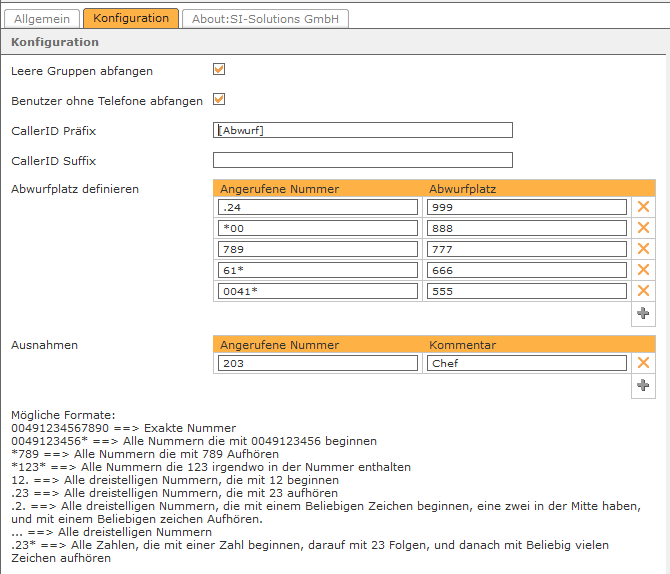 Allgemein Konfiguration About:SI-Solutions GmbH
Konfiguration
Leere Gruppen abfangen
Benutzer ohne Telefone abfangen
CallerID Präfix [Abwurf]
CallerID Suffix
Abwurfplatz definieren Angerufene Nummer Abwurfplatz
.24 999
*00 888
789 777
61* 666
0041* 555
Ausnahmen Angerufene Nummer Kommentar
203 Chef
Mögliche Formate:
00491234567890 ==> Exakte Nummer
0049123456* ==> Alle Nummern die mit 0049123456 beginnen
*789 ==> Alle Nummern die mit 789 Aufhören
*123* ==> Alle Nummern die 123 irgendwo in der Nummer enthalten
12. ==> Alle dreistelligen Nummern, die mit 12 beginnen
.23 ==> Alle dreistelligen Nummern, die mit 23 aufhören
.2. ==> Alle dreistelligen Nummern, die mit einem Beliebigen Zeichen beginnen, eine zwei in der Mitte haben,
und mit einem Beliebigen zeichen Aufhören.
... ==> Alle dreistelligen Nummern
.23* ==> Alle Zahlen, die mit einer Zahl beginnen, darauf mit 23 Folgen, und danach mit Beliebig vielen
Zeichen aufhören